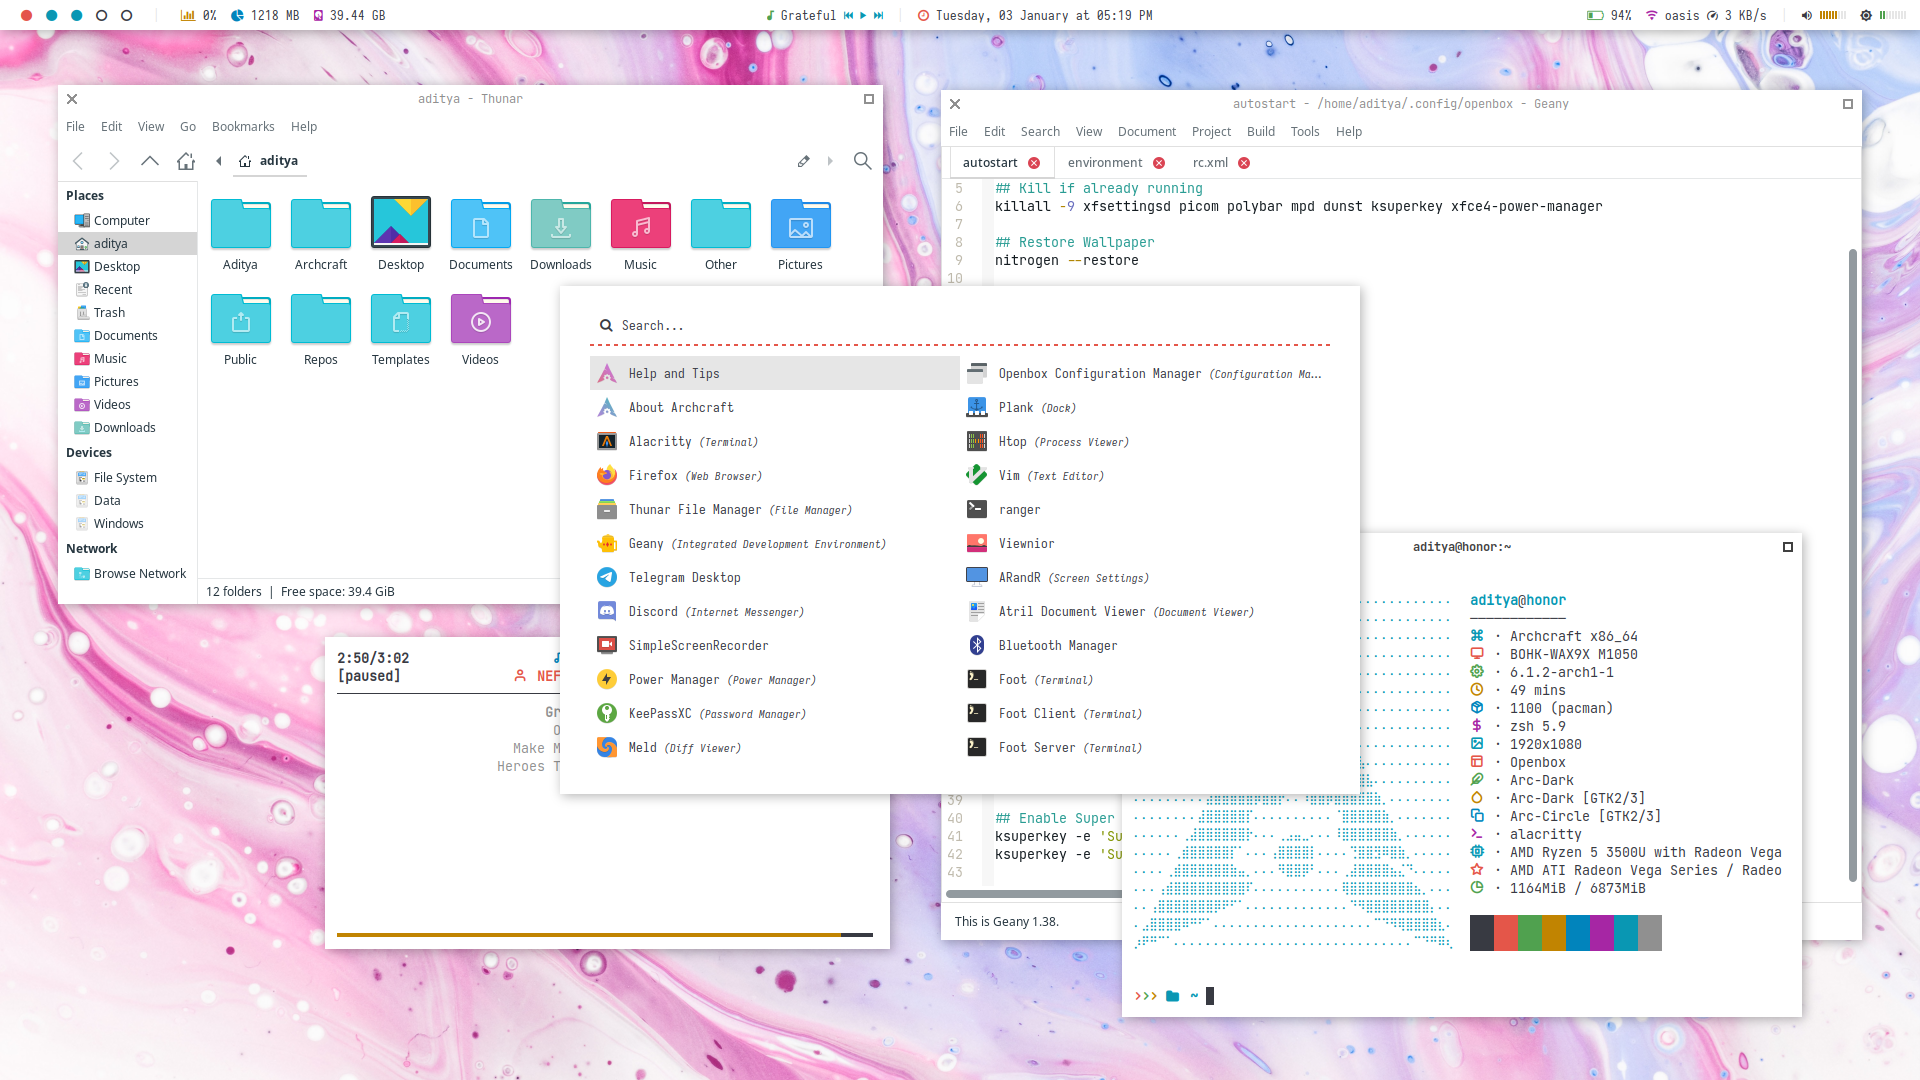 0% 1218 MB 39.44 GB
Grateful
Tuesday, 03 January at 05:19 PM
94% oasis 3 KB/s
aditya - Thunar
File Edit View Go Bookmarks Help
aditya
Places
Computer
aditya
Desktop
Recent
Trash
Documents
Music
Pictures
Videos
Downloads
Devices
File System
Data
Windows
Network
Browse Network
Aditya Archcraft Desktop Documents Downloads Music Other Pictures
Public Repos Templates Videos
12 folders | Free space: 39.4 GiB
autostart - /home/aditya/.config/openbox - Geany
File Edit Search View Document Project Build Tools Help
autostart environment rc.xml
5 ## Kill if already running
6 killall -9 xfsettingsd picom polybar mpd dunst ksuperkey xfce4-power-manager
7
8 ## Restore Wallpaper
9 nitrogen --restore
10
39
40 ## Enable Super
41 ksuperkey -e 'Su
42 ksuperkey -e 'Su
43
This is Geany 1.38.
Search...
Help and Tips
About Archcraft
Alacritty (Terminal)
Firefox (Web Browser)
Thunar File Manager (File Manager)
Geany (Integrated Development Environment)
Telegram Desktop
Discord (Internet Messenger)
SimpleScreenRecorder
Power Manager (Power Manager)
KeePassXC (Password Manager)
Meld (Diff Viewer)
Openbox Configuration Manager (Configuration Ma...
Plank (Dock)
Htop (Process Viewer)
Vim (Text Editor)
ranger
Viewnior
ARandR (Screen Settings)
Atril Document Viewer (Document Viewer)
Bluetooth Manager
Foot (Terminal)
Foot Client (Terminal)
Foot Server (Terminal)
2:50/3:02
[paused] NEF
Gr
O
Make M
Heroes T
aditya@honor:~
aditya@honor
· Archcraft x86_64
· BOHK-WAX9X M1050
· 6.1.2-arch1-1
· 49 mins
· 1100 (pacman)
· zsh 5.9
· 1920x1080
· Openbox
· Arc-Dark
· Arc-Dark [GTK2/3]
· Arc-Circle [GTK2/3]
· alacritty
· AMD Ryzen 5 3500U with Radeon Vega
· AMD ATI Radeon Vega Series / Radeo
· 1164MiB / 6873MiB
>>> ~